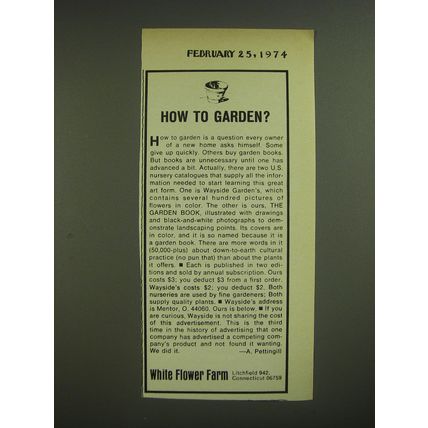 FEBRUARY 25, 1974
HOW TO GARDEN?
How to garden is a question every owner
of a new home asks himself. Some
give up quickly. Others buy garden books.
But books are unnecessary until one has
advanced a bit. Actually, there are two U.S.
nursery catalogues that supply all the infor-
mation needed to start learning this great
art form. One is Wayside Garden's, which
contains several hundred pictures of
flowers in color. The other is ours, THE
GARDEN BOOK, illustrated with drawings
and black-and-white photographs to dem-
onstrate landscaping points. Its covers are
in color, and it is so named because it is
a garden book. There are more words in it
(50,000-plus) about down-to-earth cultural
practice (no pun that) than about the plants
it offers. ■ Each is published in two edi-
tions and sold by annual subscription. Ours
costs $3; you deduct $3 from a first order.
Wayside's costs $2; you deduct $2. Both
nurseries are used by fine gardeners; Both
supply quality plants. ■ Wayside's address
is Mentor, O. 44060. Ours is below. ■ If you
are curious, Wayside is not sharing the cost
of this advertisement. This is the third
time in the history of advertising that one
company has advertised a competing com-
pany's product and not found it wanting.
We did it. —A. Pettingill
White Flower Farm Litchfield 942,
Connecticut 06759